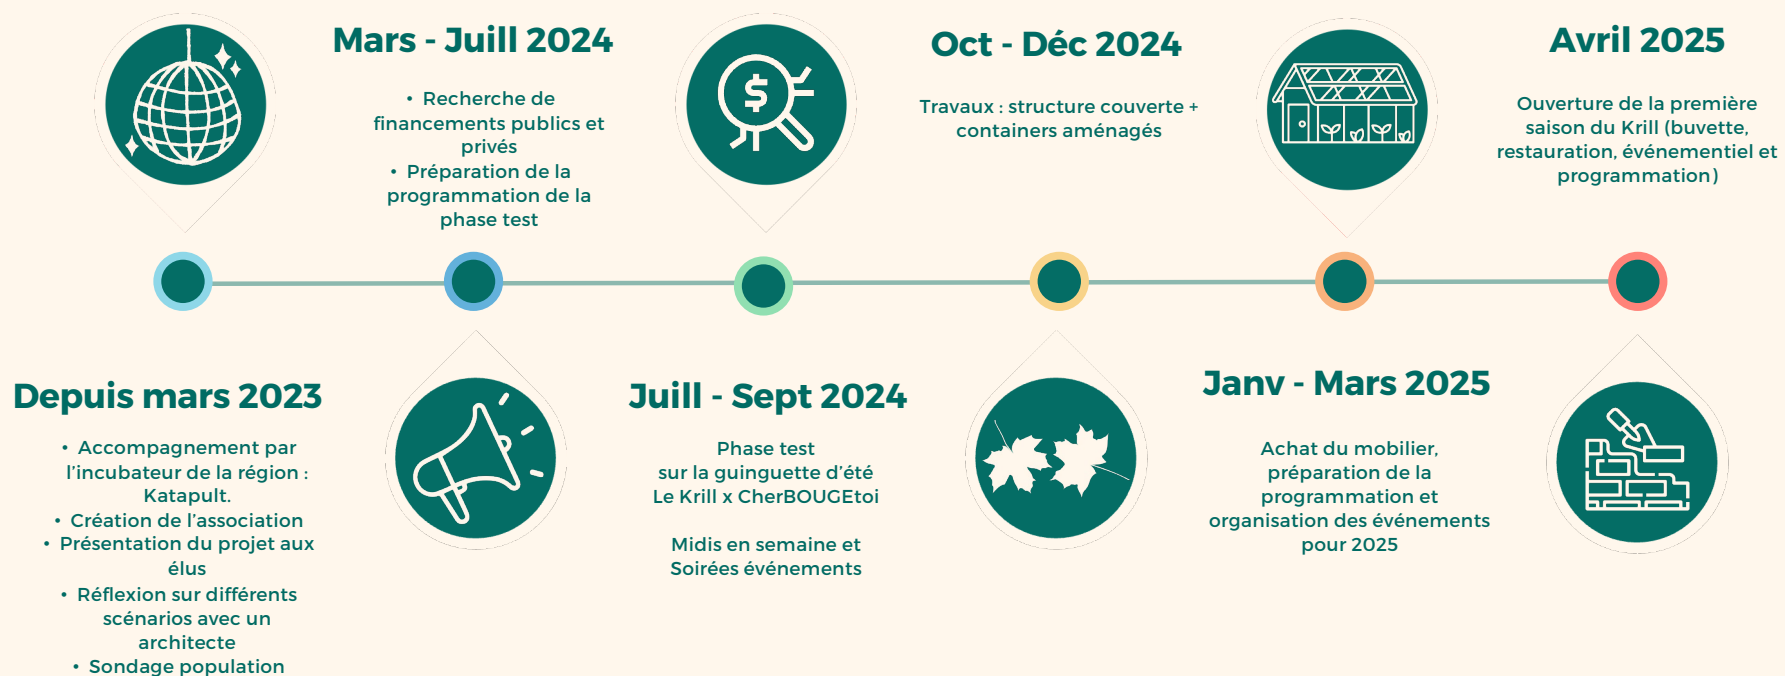 Depuis mars 2023
• Accompagnement par
l'incubateur de la région :
Katapult.
• Création de l'association
• Présentation du projet aux
élus
• Réflexion sur différents
scénarios avec un
architecte
• Sondage population
Mars - Juill 2024
• Recherche de
financements publics et
privés
• Préparation de la
programmation de la
phase test
$
Juill - Sept 2024
Phase test
sur la guinguette d'été
Le Krill x CherBOUGEtoi
Midis en semaine et
Soirées événements
Oct - Déc 2024
Travaux : structure couverte +
containers aménagés
Janv - Mars 2025
Achat du mobilier,
préparation de la
programmation et
organisation des événements
pour 2025
Avril 2025
Ouverture de la première
saison du Krill (buvette,
restauration, événementiel et
programmation)